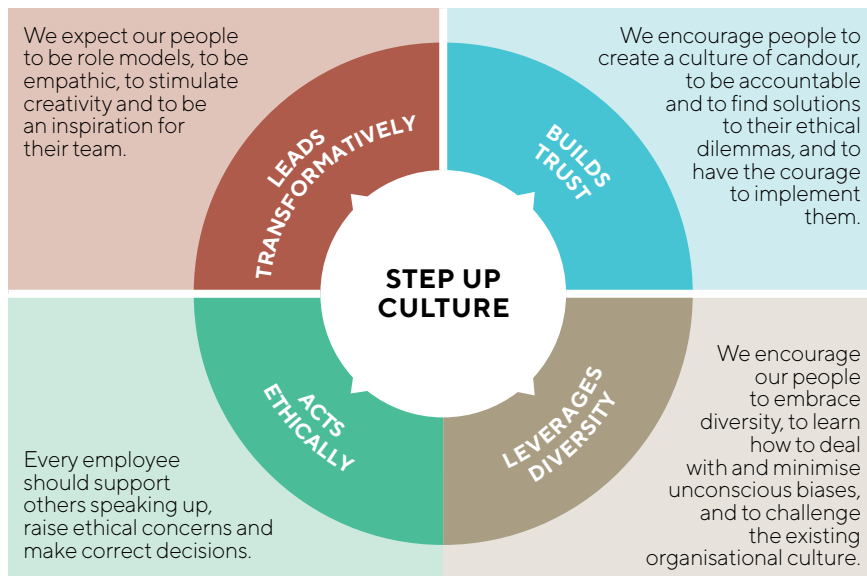 We expect our people
to be role models, to be
empathic, to stimulate
creativity and to be
an inspiration for
their team.
LEADS
TRANSFORMATIVELY
We encourage people to
create a culture of candour,
to be accountable
and to find solutions
to their ethical
dilemmas, and to
have the courage
to implement
them.
BUILDS
TRUST
STEP UP
CULTURE
Every employee
should support
others speaking up,
raise ethical concerns and
make correct decisions.
ACTS
ETHICALLY
LEVERAGES
DIVERSITY
We encourage
our people
to embrace
diversity, to learn
how to deal
with and minimise
unconscious biases,
and to challenge
the existing
organisational culture.